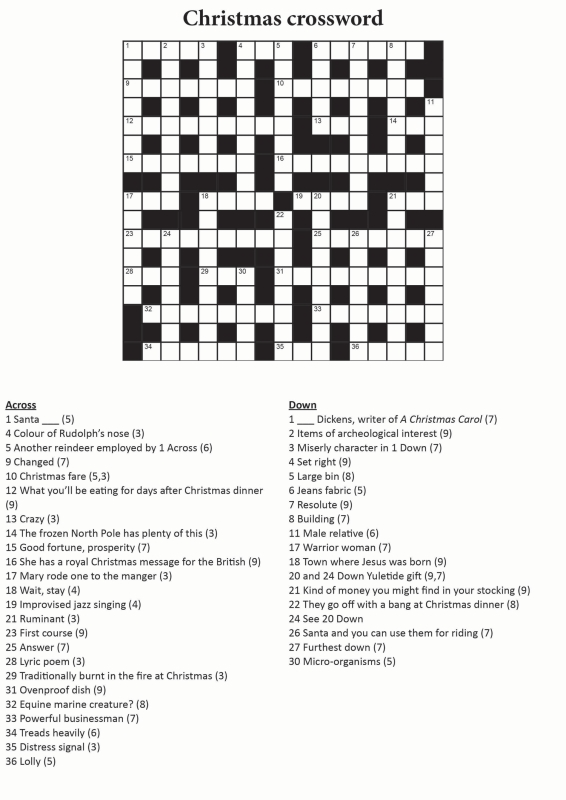 Christmas crossword
1 2 3 4 5 6 7 8
9 10
11
12 13 14
15 16
17 18 19 20 21
22
23 24 25 26 27
28 29 30 31
32 33
34 35 36
Across
1 Santa ___ (5)
4 Colour of Rudolph's nose (3)
5 Another reindeer employed by 1 Across (6)
9 Changed (7)
10 Christmas fare (5,3)
12 What you'll be eating for days after Christmas dinner
(9)
13 Crazy (3)
14 The frozen North Pole has plenty of this (3)
15 Good fortune, prosperity (7)
16 She has a royal Christmas message for the British (9)
17 Mary rode one to the manger (3)
18 Wait, stay (4)
19 Improvised jazz singing (4)
21 Ruminant (3)
23 First course (9)
25 Answer (7)
28 Lyric poem (3)
29 Traditionally burnt in the fire at Christmas (3)
31 Ovenproof dish (9)
32 Equine marine creature? (8)
33 Powerful businessman (7)
34 Treads heavily (6)
35 Distress signal (3)
36 Lolly (5)
Down
1 ___ Dickens, writer of A Christmas Carol (7)
2 Items of archeological interest (9)
3 Miserly character in 1 Down (7)
4 Set right (9)
5 Large bin (8)
6 Jeans fabric (5)
7 Resolute (9)
8 Building (7)
11 Male relative (6)
17 Warrior woman (7)
18 Town where Jesus was born (9)
20 and 24 Down Yuletide gift (9,7)
21 Kind of money you might find in your stocking (9)
22 They go off with a bang at Christmas dinner (8)
24 See 20 Down
26 Santa and you can use them for riding (7)
27 Furthest down (7)
30 Micro-organisms (5)